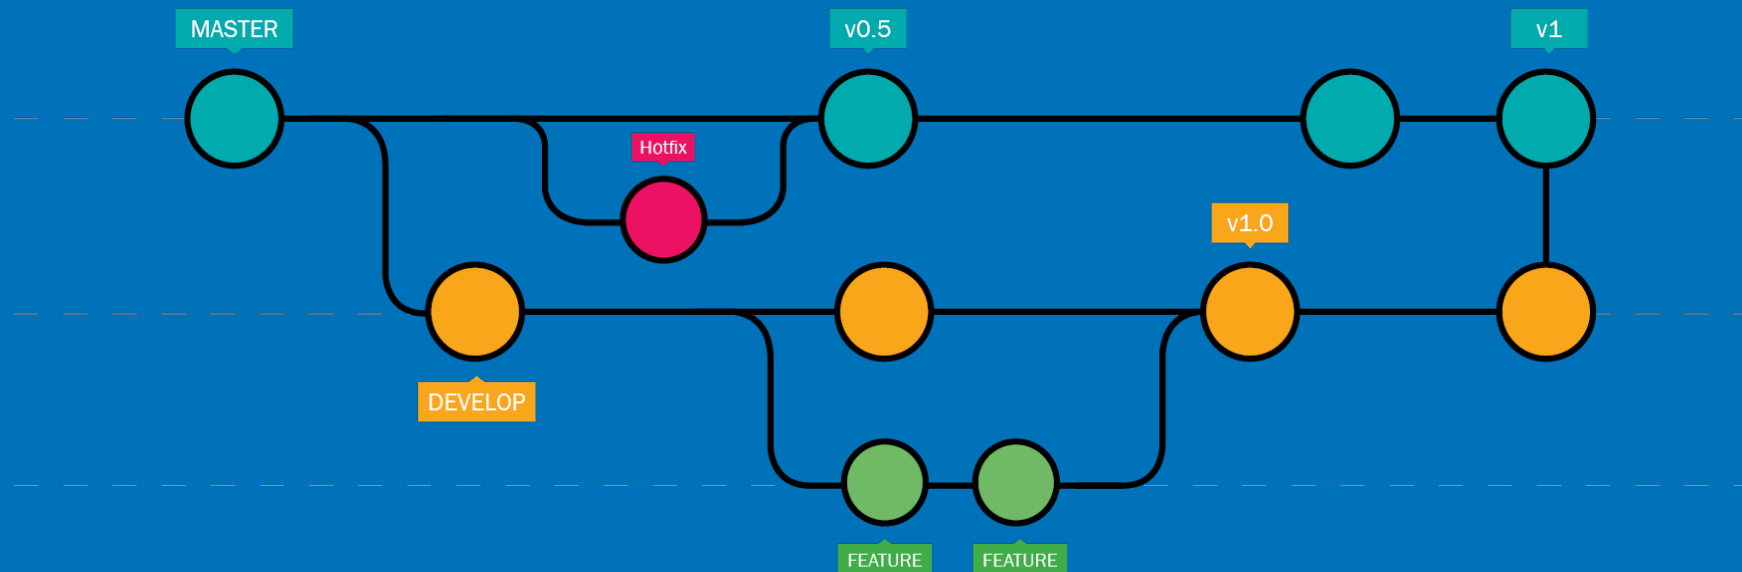 MASTER
v0.5
v1
Hotfix
v1.0
DEVELOP
FEATURE
FEATURE